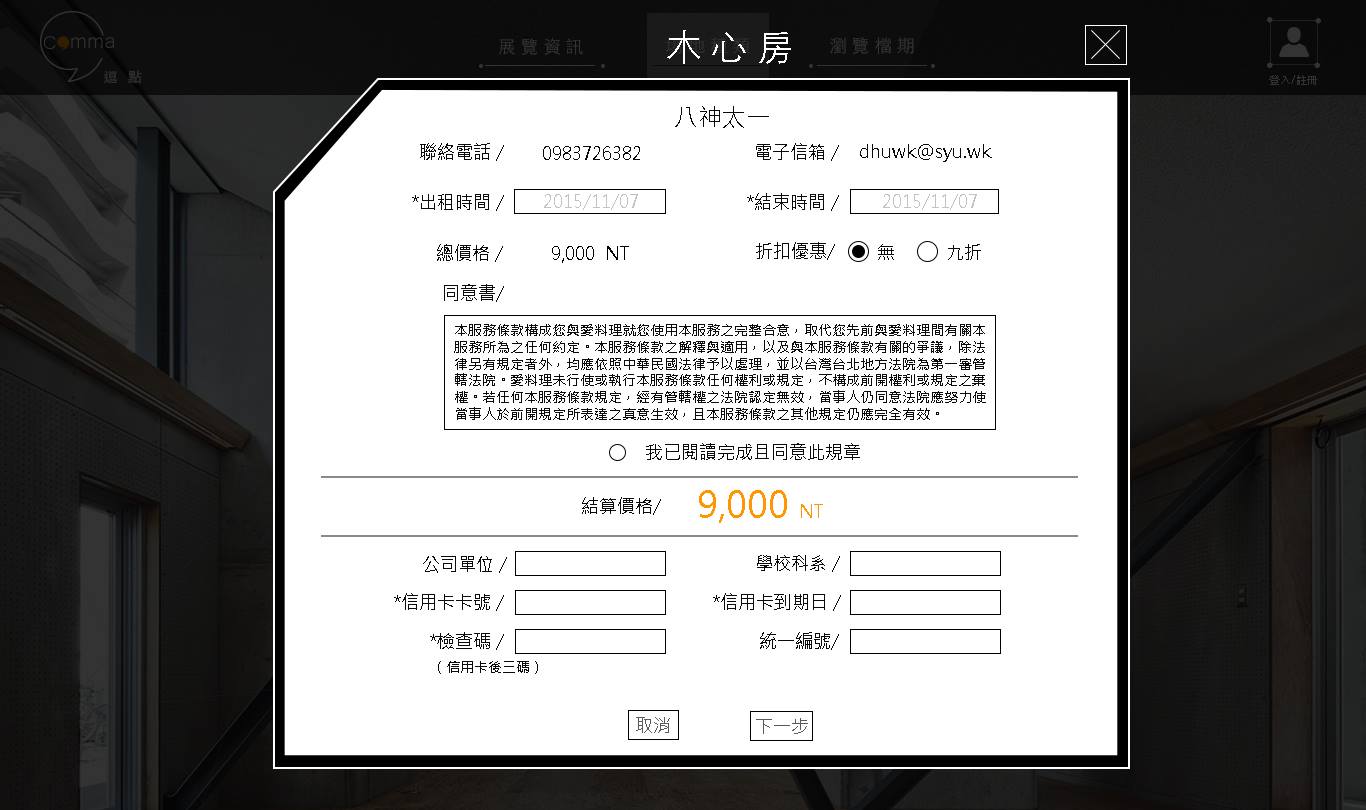 comma
逗 點
展覽資訊
瀏覽檔期
登入/註冊
木心房
八神太一
聯絡電話 / 0983726382
電子信箱 / dhuwk@syu.wk
*出租時間 / 2015/11/07
*結束時間 / 2015/11/07
總價格 / 9,000 NT
折扣優惠/ 無 九折
同意書/
本服務條款構成您與愛料理就您使用本服務之完整合意，取代您先前與愛料理間有關本
服務所為之任何約定。本服務條款之解釋與適用，以及與本服務條款有關的爭議，除法
律另有規定者外，均應依照中華民國法律予以處理，並以台灣台北地方法院為第一審管
轄法院。愛料理未行使或執行本服務條款任何權利或規定，不構成前開權利或規定之棄
權。若任何本服務條款規定，經有管轄權之法院認定無效，當事人仍同意法院應努力使
當事人於前開規定所表達之真意生效，且本服務條款之其他規定仍應完全有效。
我已閱讀完成且同意此規章
結算價格/ 9,000 NT
公司單位 /
學校科系 /
*信用卡卡號 /
*信用卡到期日 /
*檢查碼 /
統一編號/
（信用卡後三碼）
取消
下一步